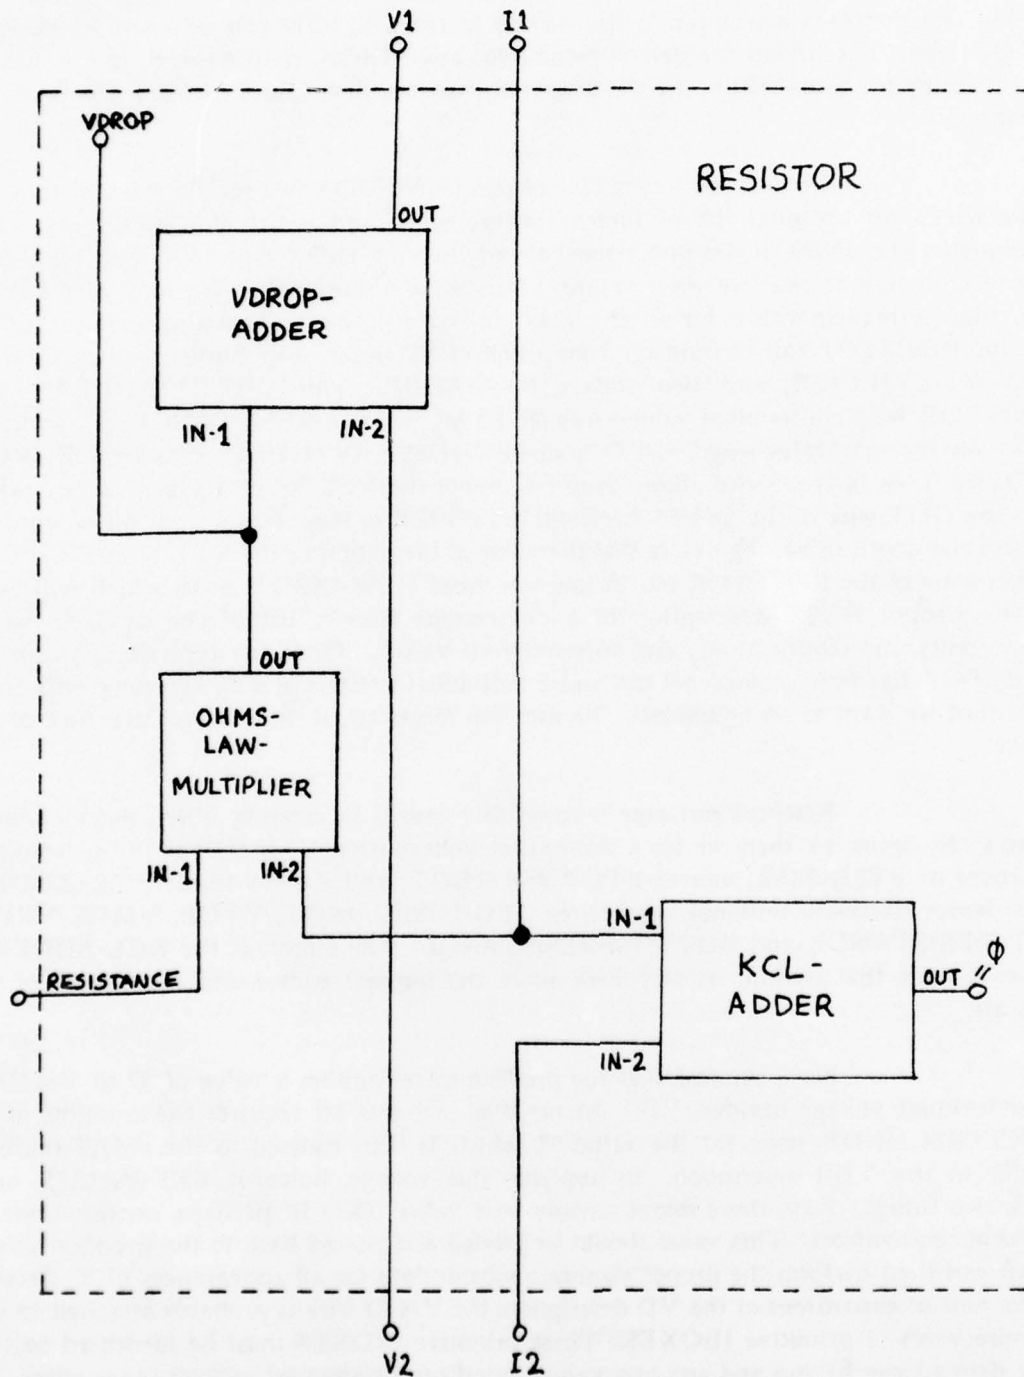 V1
I1
VDROP
RESISTOR
OUT
VDROP-
ADDER
IN-1
IN-2
OUT
OHMS-
LAW-
MULTIPLIER
IN-1
IN-2
IN-1
KCL-
ADDER
OUT
"
φ
RESISTANCE
IN-2
V2
I2